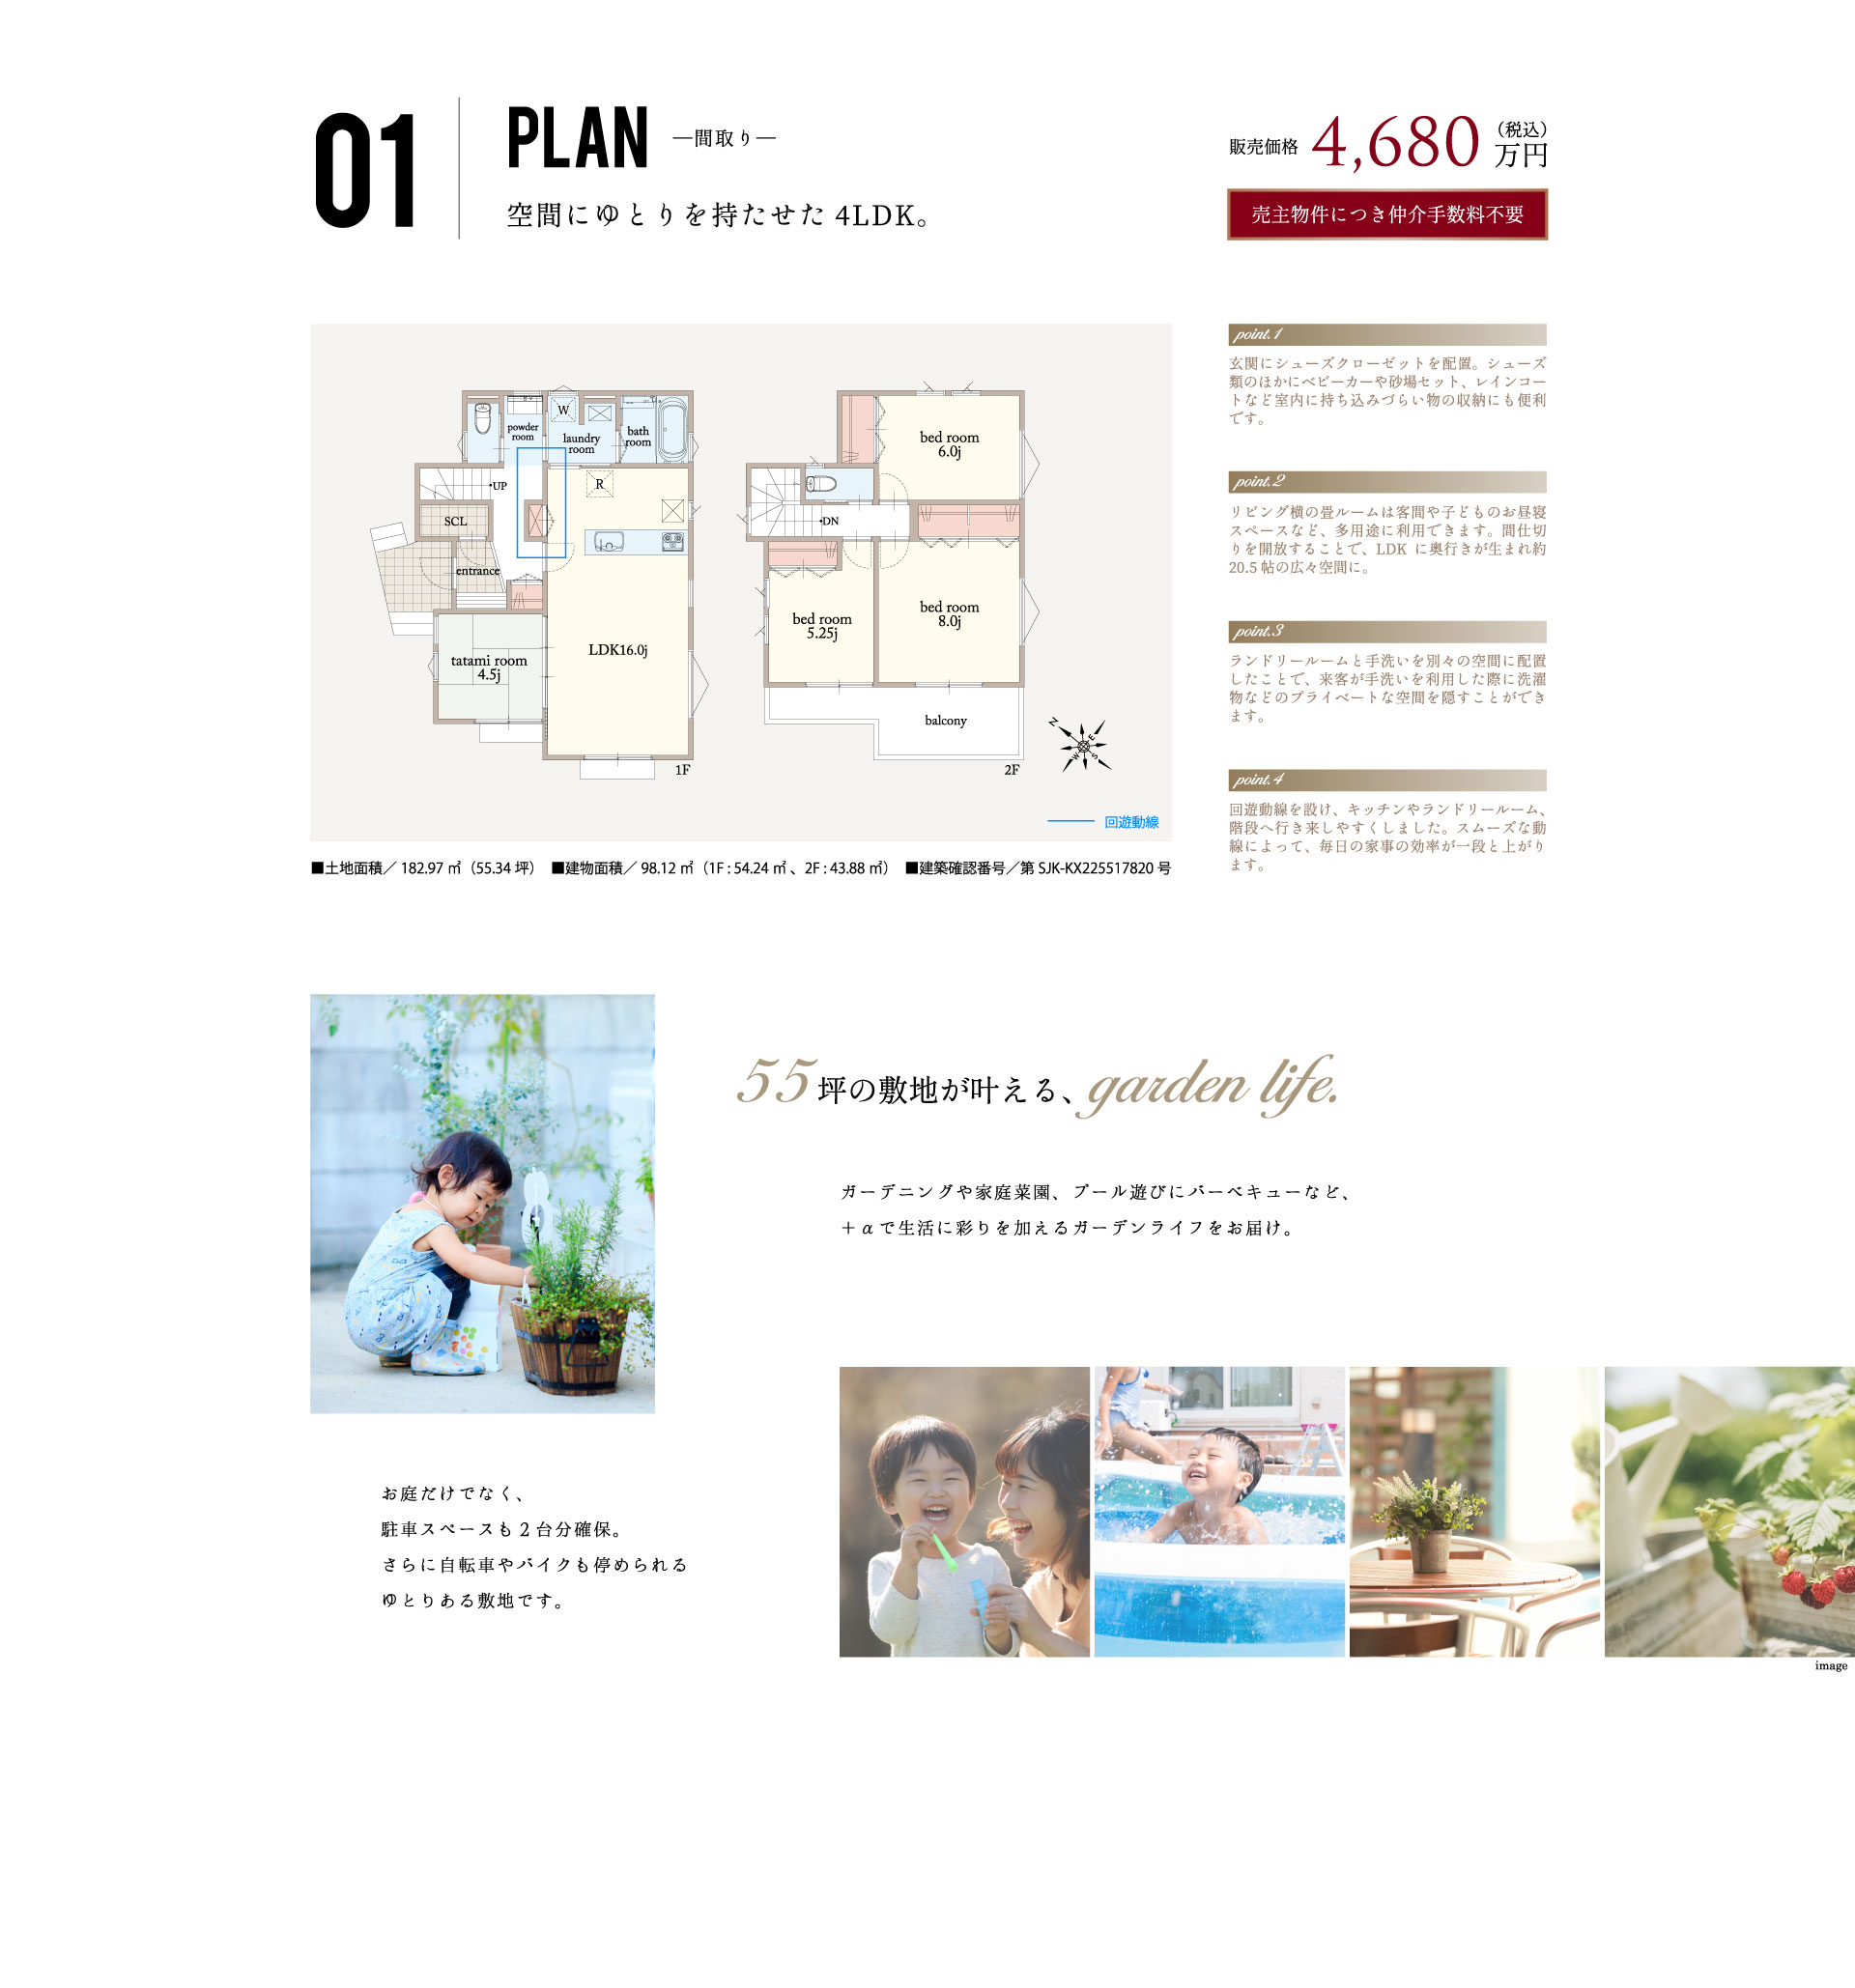 01
PLAN ―間取り―
空間にゆとりを持たせた 4LDK。
販売価格 4,680 (税込) 万円
売主物件につき仲介手数料不要
W
powder
room
laundry
room
bath
room
UP
R
SCL
entrance
LDK16.0j
tatami room
4.5j
1F
bed room
6.0j
DN
bed room
5.25j
bed room
8.0j
balcony
2F
N
E
W
S
回遊動線
■土地面積／ 182.97 ㎡（55.34 坪） ■建物面積／ 98.12 ㎡（1F : 54.24 ㎡ 、2F : 43.88 ㎡） ■建築確認番号／第 SJK-KX225517820 号
point.1
玄関にシューズクローゼットを配置。シューズ
類のほかにベビーカーや砂場セット、レインコー
トなど室内に持ち込みづらい物の収納にも便利
です。
point.2
リビング横の畳ルームは客間や子どものお昼寝
スペースなど、多用途に利用できます。間仕切
りを開放することで、LDK に奥行きが生まれ約
20.5 帖の広々空間に。
point.3
ランドリールームと手洗いを別々の空間に配置
したことで、来客が手洗いを利用した際に洗濯
物などのプライベートな空間を隠すことができ
ます。
point.4
回遊動線を設け、キッチンやランドリールーム、
階段へ行き来しやすくしました。スムーズな動
線によって、毎日の家事の効率が一段と上がり
ます。
55坪の敷地が叶える、garden life.
ガーデニングや家庭菜園、プール遊びにバーベキューなど、
＋αで生活に彩りを加えるガーデンライフをお届け。
お庭だけでなく、
駐車スペースも２台分確保。
さらに自転車やバイクも停められる
ゆとりある敷地です。
image